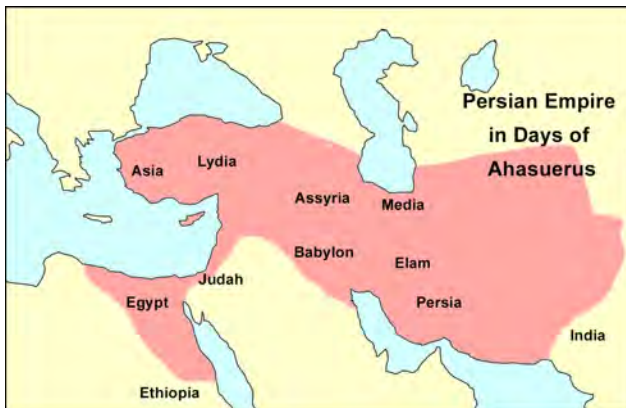 Persian Empire
in Days of
Ahasuerus
Lydia
Asia
Assyria
Media
Babylon
Elam
Judah
Egypt
Persia
India
Ethiopia